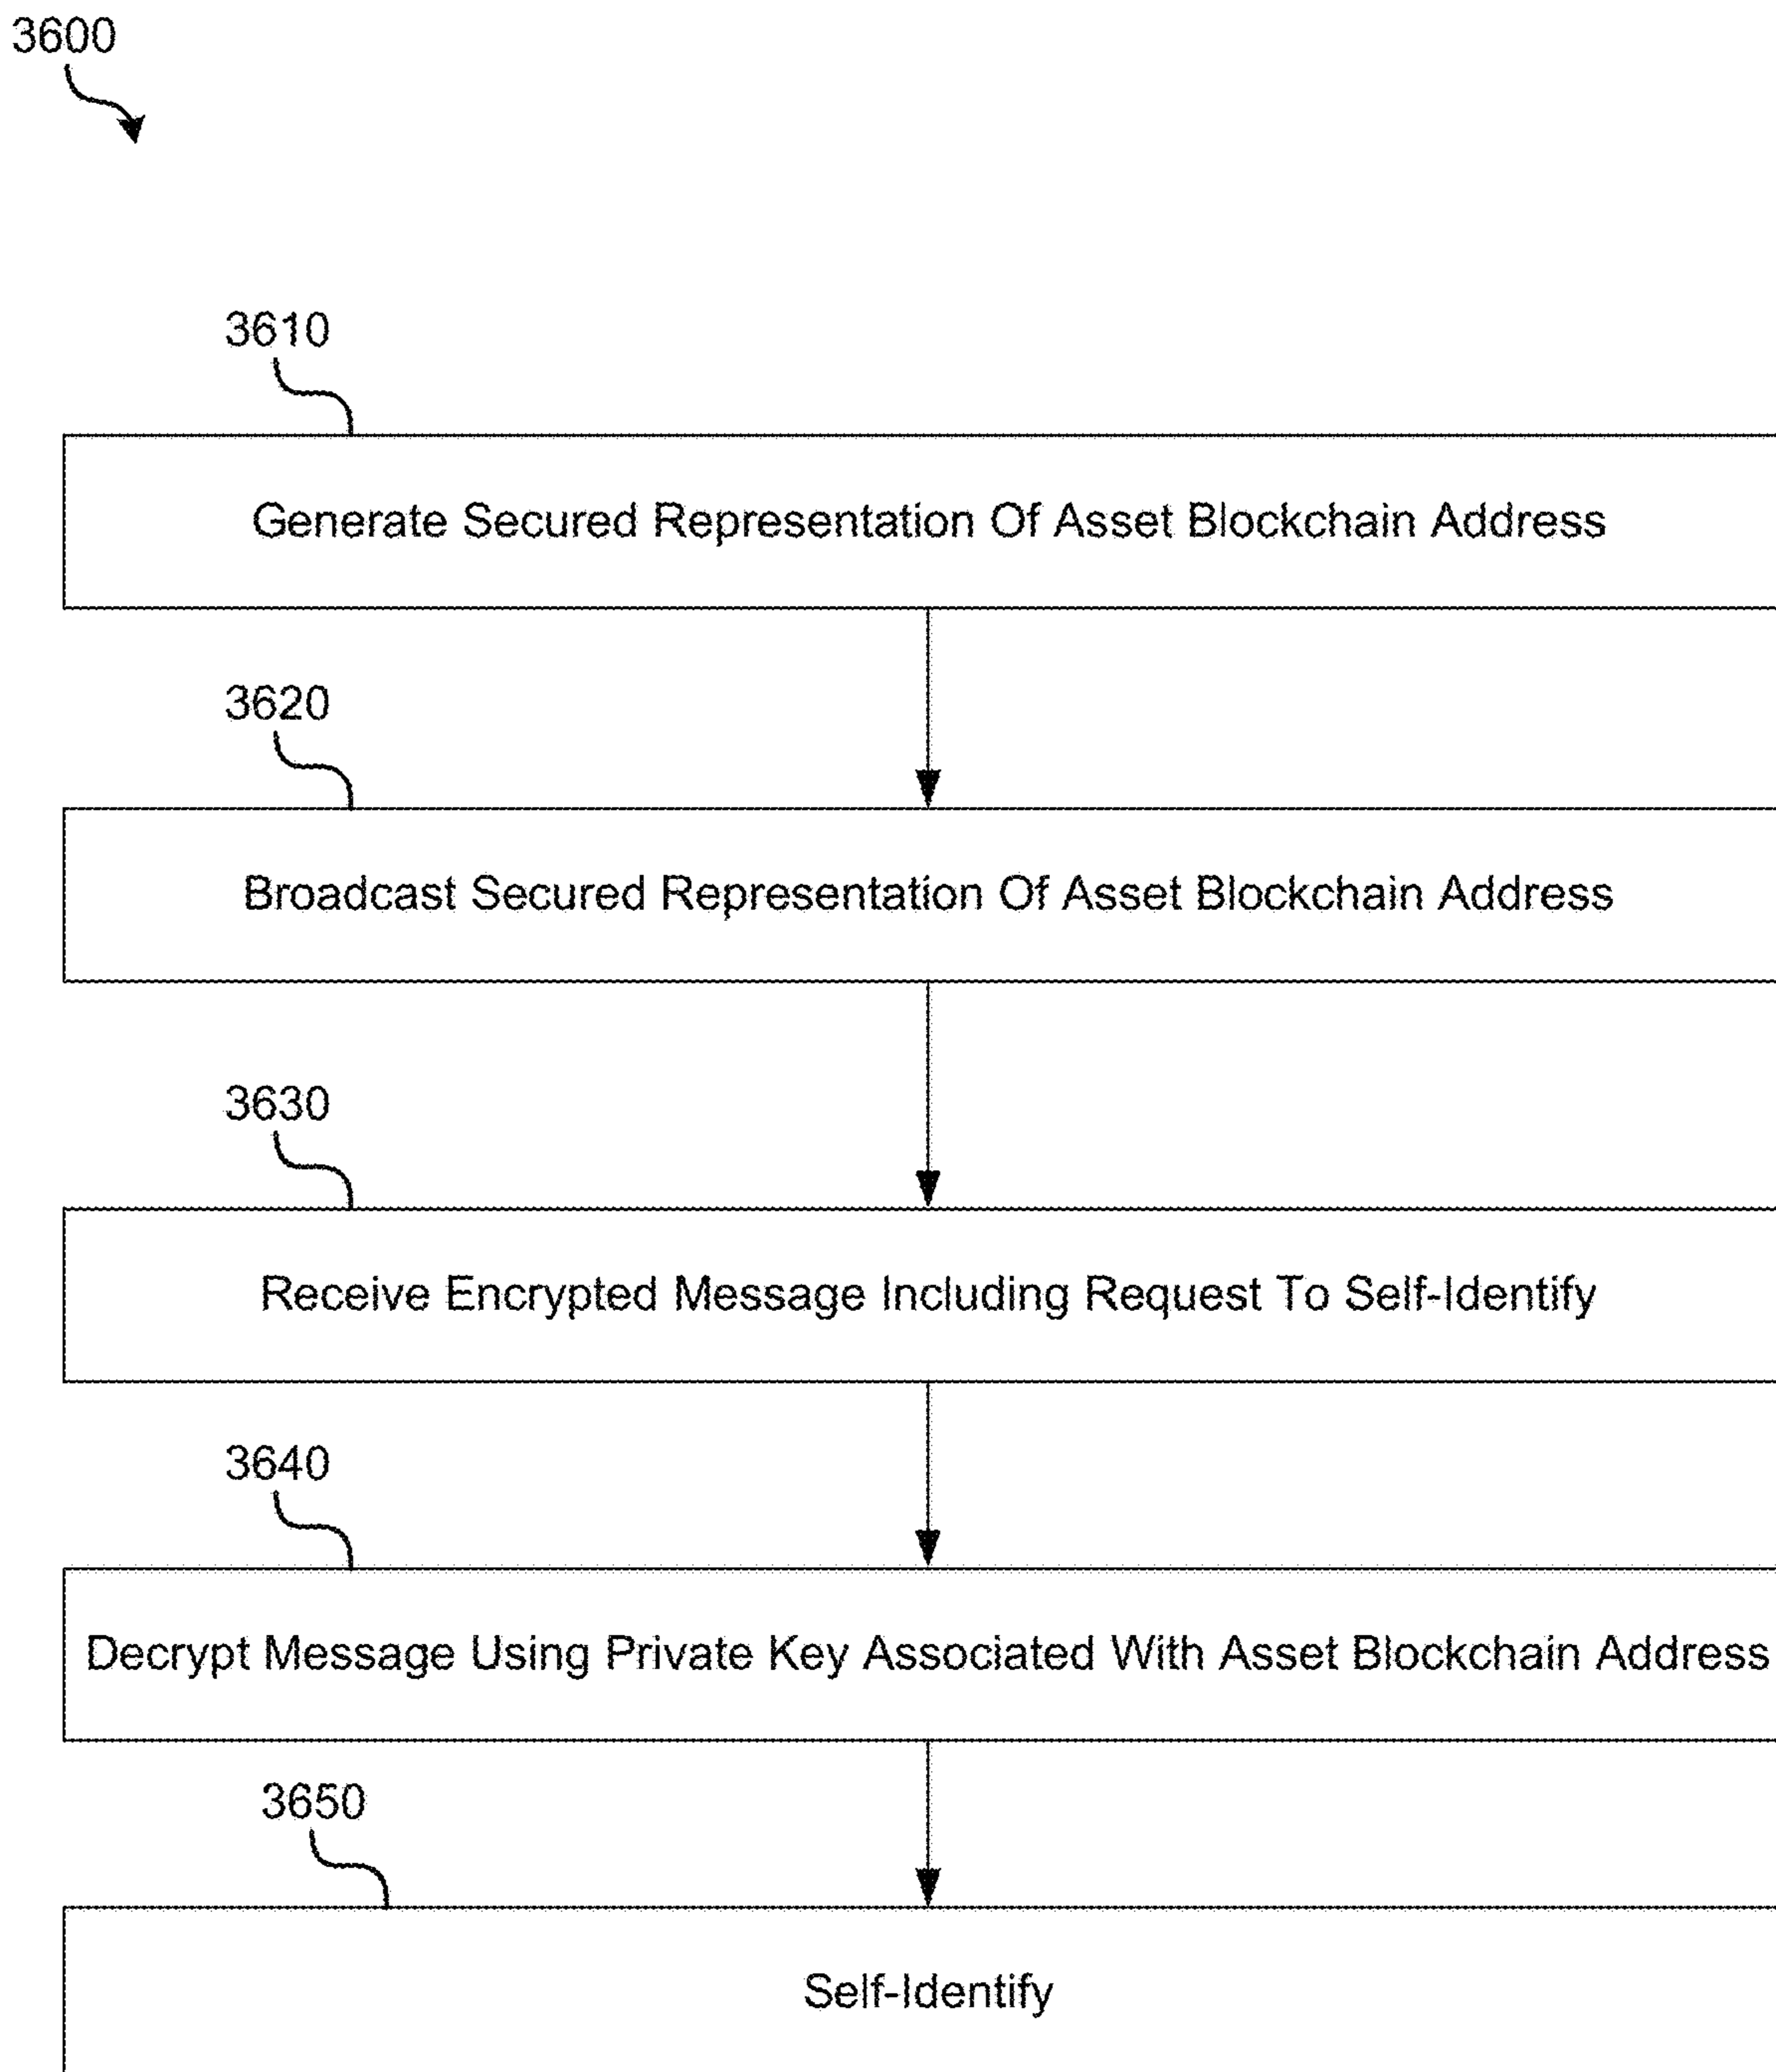 3600
3610
Generate Secured Representation Of Asset Blockchain Address
3620
Broadcast Secured Representation Of Asset Blockchain Address
3630
Receive Encrypted Message Including Request To Self-Identify
3640
Decrypt Message Using Private Key Associated With Asset Blockchain Address
3650
Self-Identify